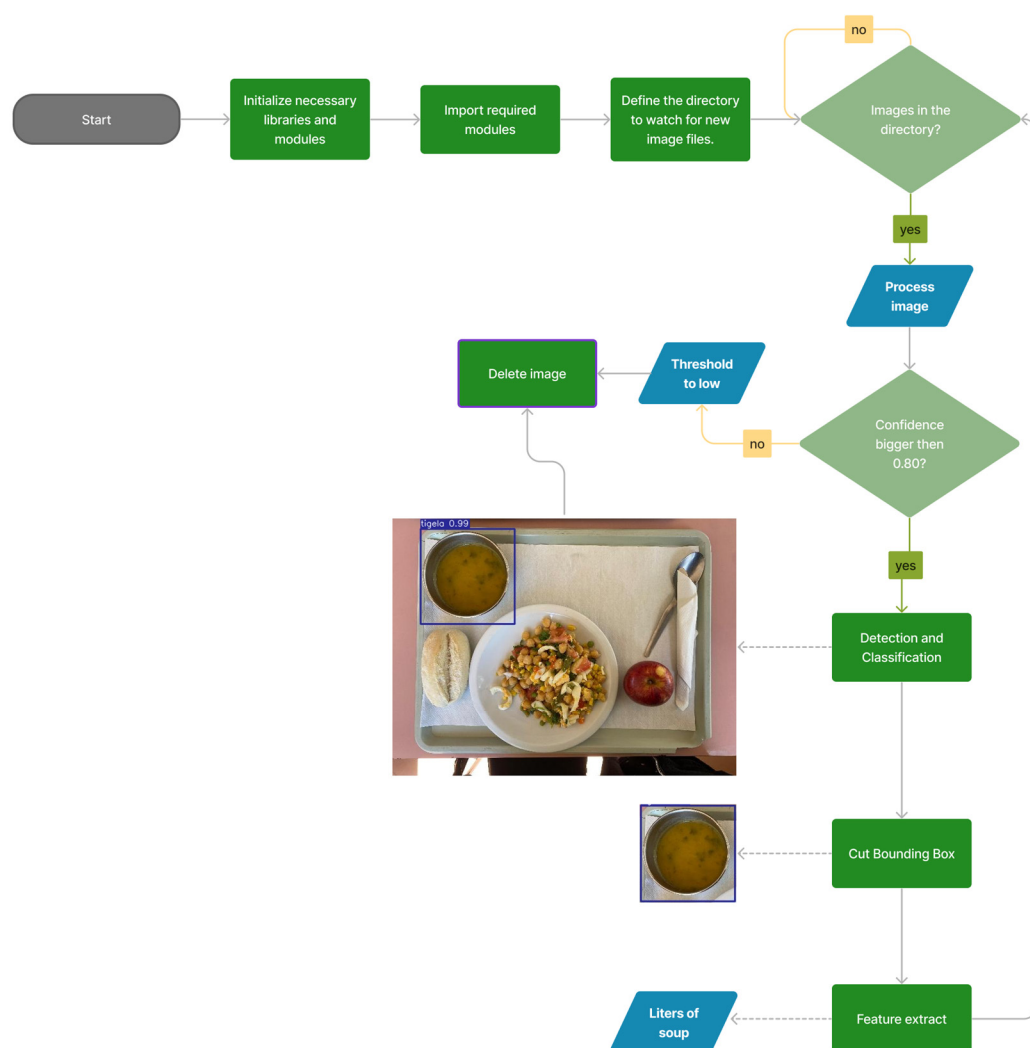 no
Start
Initialize necessary
libraries and
modules
Import required
modules
Define the directory
to watch for new
image files.
Images in the
directory?
yes
Process
image
Delete image
Threshold
to low
no
Confidence
bigger then
0.80?
tigela 0.99
yes
Detection and
Classification
Cut Bounding Box
Liters of
soup
Feature extract